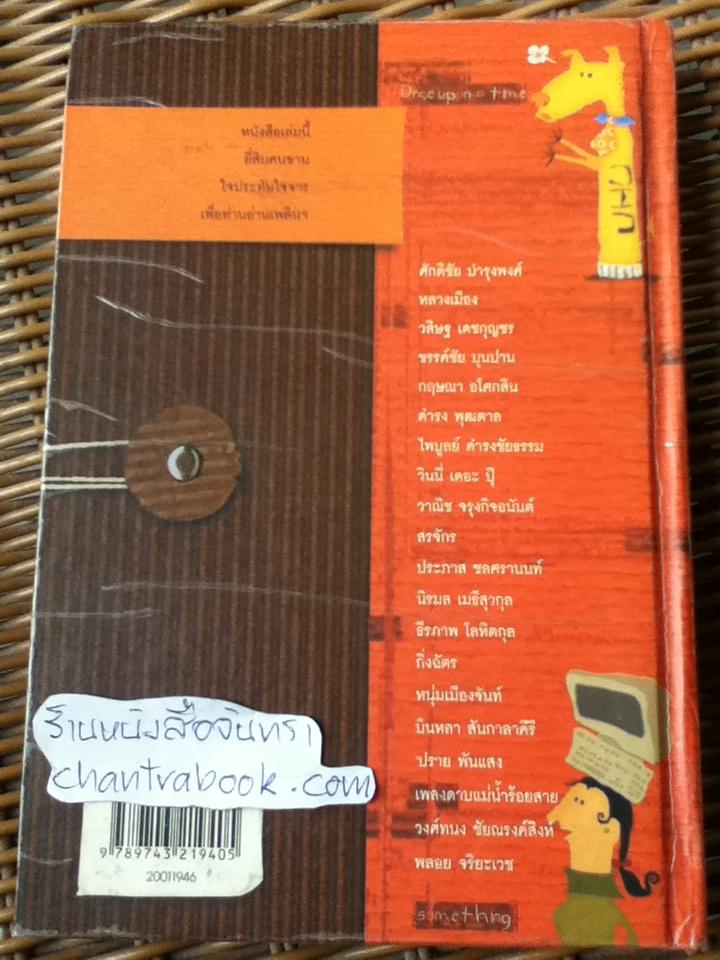 Once upon a time
หนังสือเล่มนี้
ยี่สิบคนขาน
ใจประทับใจจาร
เพื่อท่านอ่านเพลินฯ
ศักดิชัย บำรุงพงศ์
หลวงเมือง
วสิษฐ เดชกุญชร
ขรรค์ชัย บุนปาน
กฤษณา อโศกสิน
ดำรง พุฒตาล
ไพบูลย์ ดำรงชัยธรรม
วินนี่ เดอะ ปุ๊
วาณิช จรุงกิจอนันต์
สรจักร
ประภาส ชลศรานนท์
นิรมล เมธีสุวกุล
ธีรภาพ โลหิตกุล
กิ่งฉัตร
หนุ่มเมืองจันท์
บินหลา สันกาลาคีรี
'ปราย พันแสง
เพลงดาบแม่น้ำร้อยสาย
วงศ์ทนง ชัยณรงค์สิงห์
พลอย จริยะเวช
something
ร้านหนังสือจันทรา
chantrabook.com
9 789743 219405
20011946